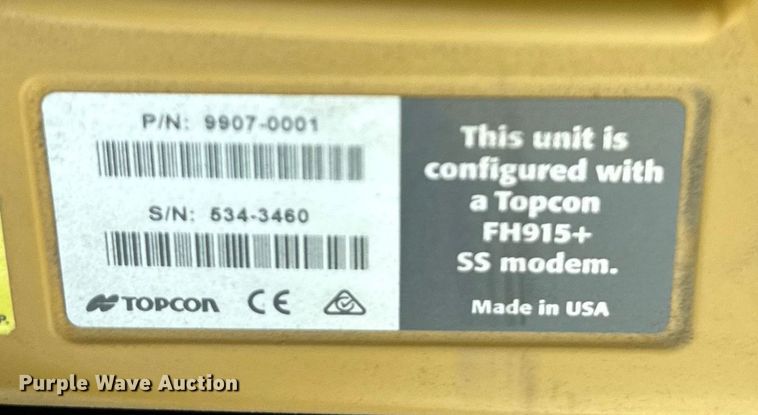 P/N: 9907-0001
S/N: 534-3460
TOPCON CE
This unit is
configured with
a Topcon
FH915+
SS modem.
Made in USA
P.
Purple Wave Auction